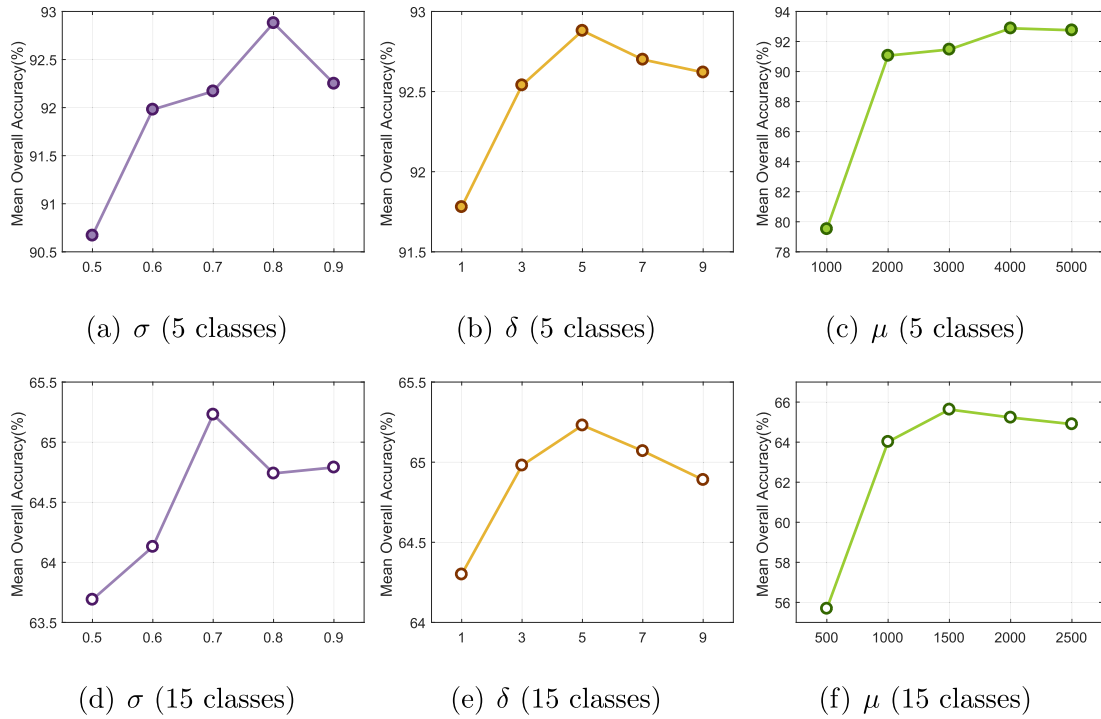 Mean Overall Accuracy(%)
93
92.5
92
91.5
91
90.5
0.5 0.6 0.7 0.8 0.9
(a) σ (5 classes)
Mean Overall Accuracy(%)
93
92.5
92
91.5
1 3 5 7 9
(b) δ (5 classes)
Mean Overall Accuracy(%)
94
92
90
88
86
84
82
80
78
1000 2000 3000 4000 5000
(c) μ (5 classes)
Mean Overall Accuracy(%)
65.5
65
64.5
64
63.5
0.5 0.6 0.7 0.8 0.9
(d) σ (15 classes)
Mean Overall Accuracy(%)
65.5
65
64.5
64
1 3 5 7 9
(e) δ (15 classes)
Mean Overall Accuracy(%)
66
64
62
60
58
56
500 1000 1500 2000 2500
(f) μ (15 classes)